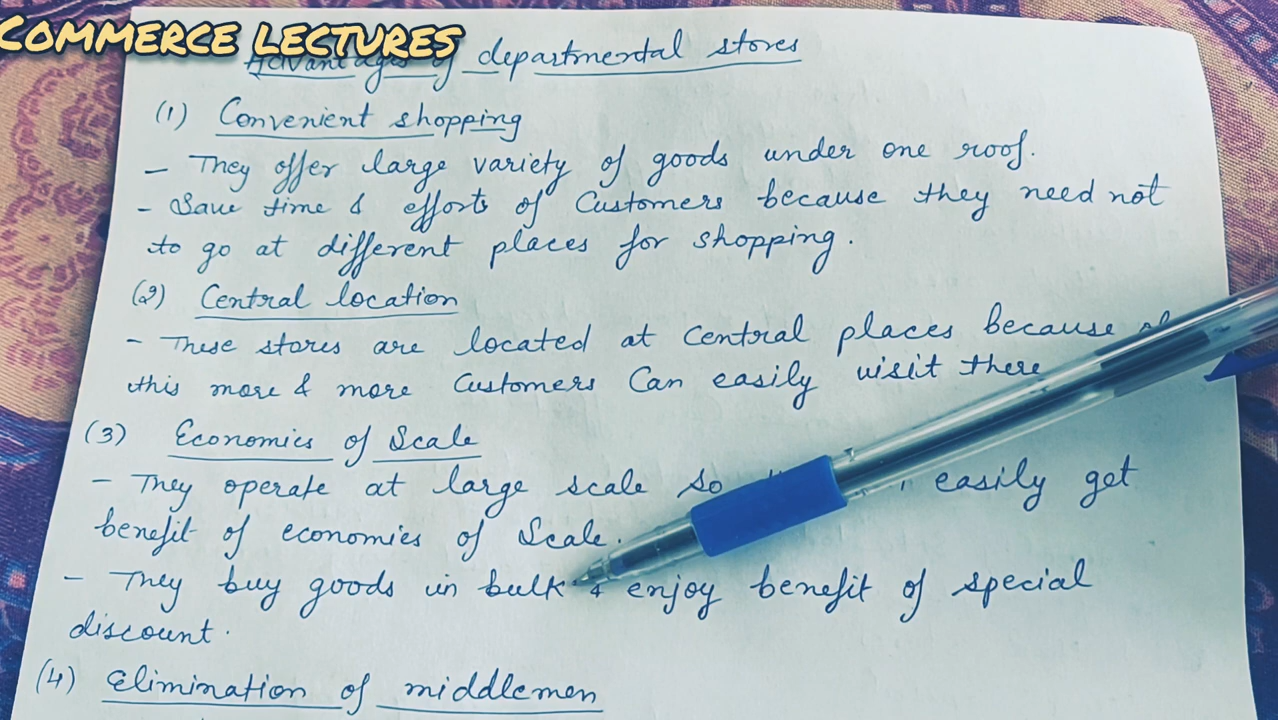 COMMERCE LECTURES
Advantages of departmental stores
(1) Convenient shopping
- They offer large variety of goods under one roof.
- Save time & efforts of Customers because they need not
to go at different places for shopping.
(2) Central location
- These stores are located at Central places because
this more & more Customers Can easily visit there
(3) Economics of Scale
- They operate at large scale so easily get
benefit of economies of Scale.
- They buy goods in bulk & enjoy benefit of special
discount.
(4) Elimination of middlemen